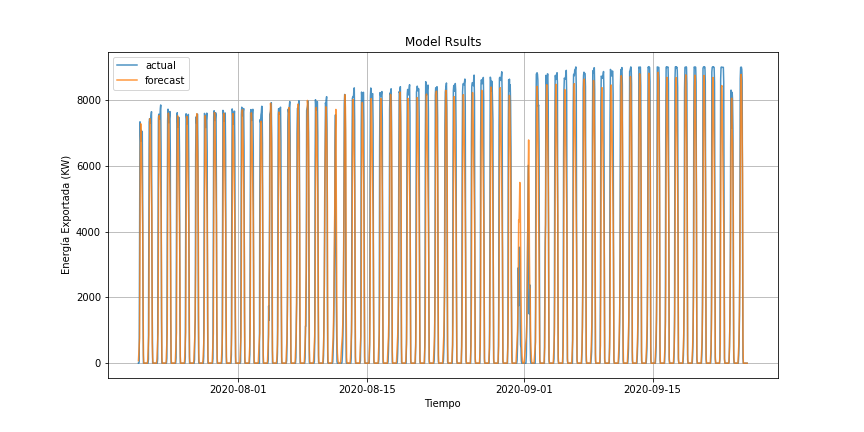 Model Rsults
actual
forecast
Energía Exportada (KW)
8000
6000
4000
2000
0
2020-08-01
2020-08-15
2020-09-01
2020-09-15
Tiempo